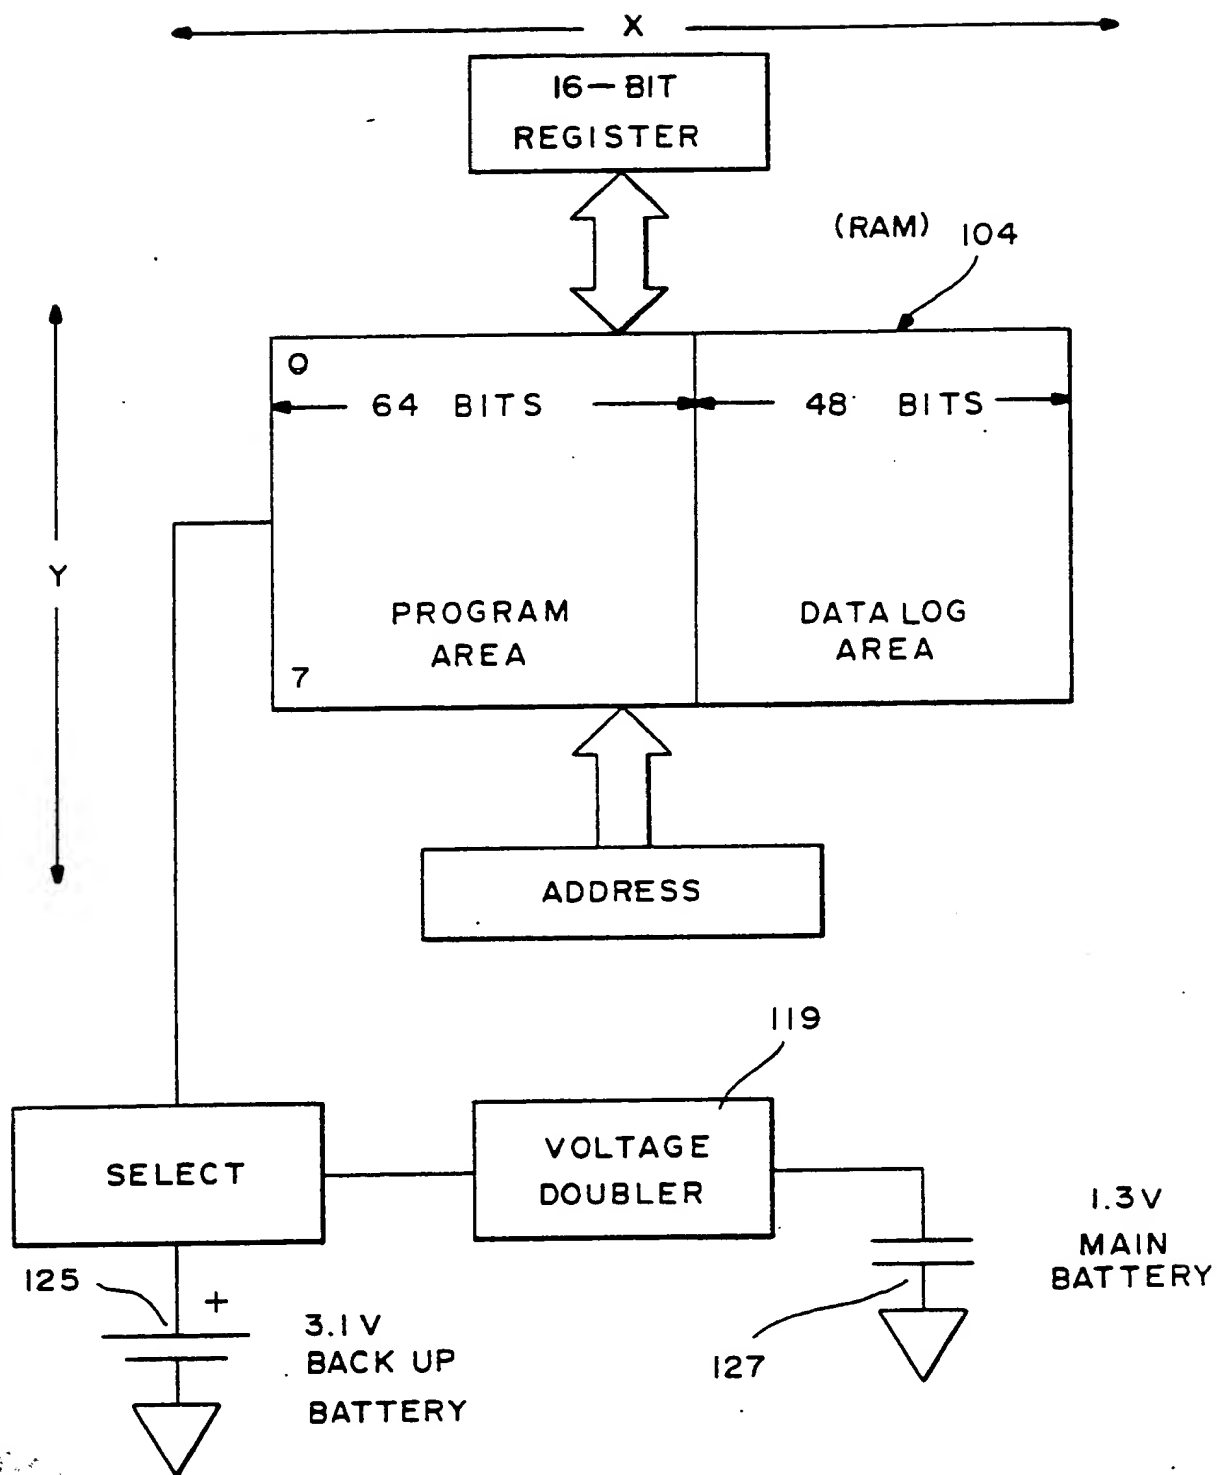 X
16-BIT
REGISTER
(RAM) 104
0
64 BITS
48 BITS
Y
PROGRAM
AREA
DATA LOG
AREA
7
ADDRESS
119
SELECT
VOLTAGE
DOUBLER
1.3V
MAIN
BATTERY
125
+
3.1V
BACK UP
BATTERY
127